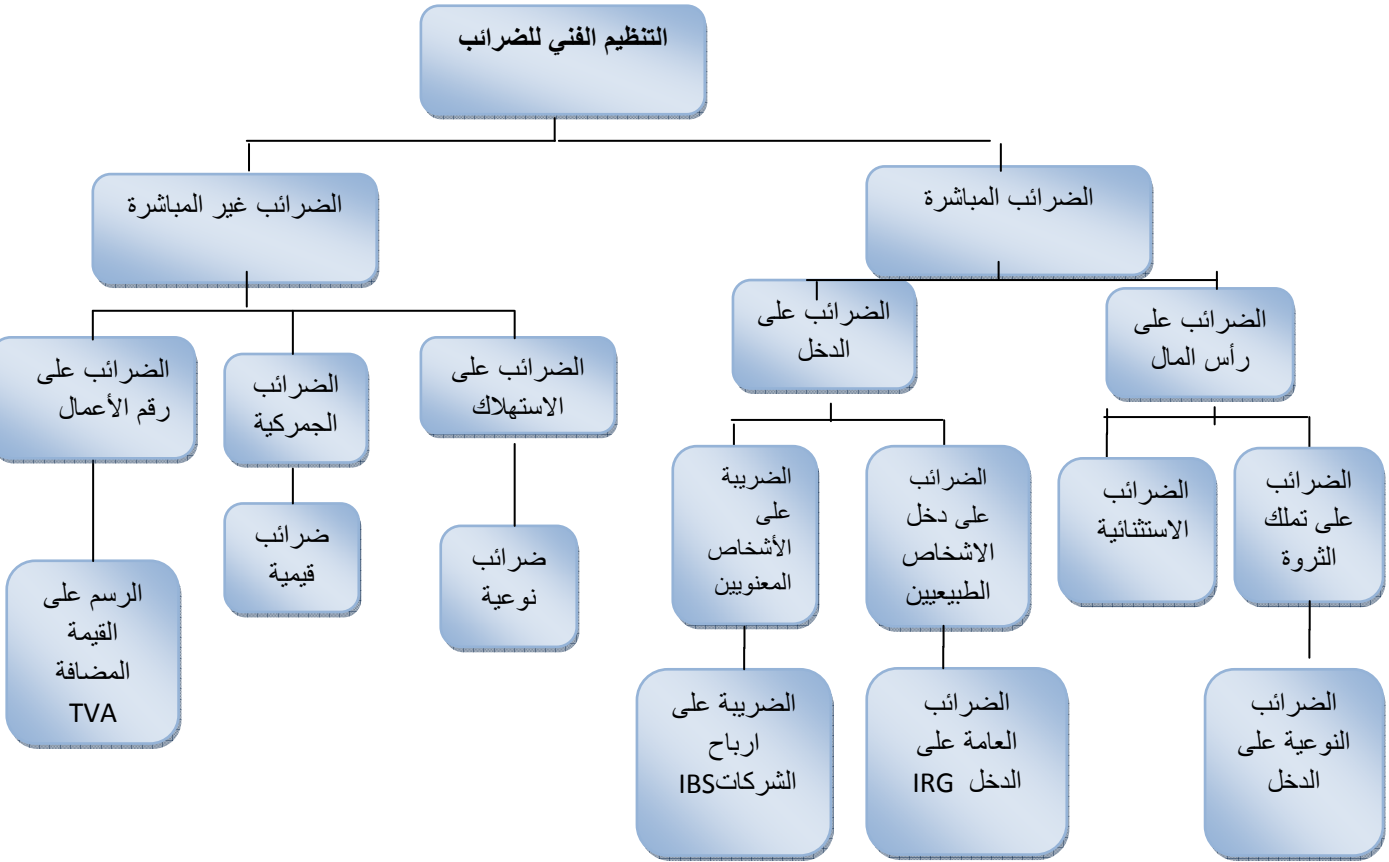 التنظيم الفني للضرائب
الضرائب المباشرة
الضرائب غير المباشرة
الضرائب على
رأس المال
الضرائب على
الدخل
الضرائب على
الاستهلاك
الضرائب
الجمركية
الضرائب على
رقم الأعمال
الضرائب
على تملك
الثروة
الضرائب
الاستثنائية
الضرائب
على دخل
الاشخاص
الطبيعيين
الضريبة
على
الأشخاص
المعنويين
ضرائب
نوعية
ضرائب
قيمية
الرسم على
القيمة
المضافة
TVA
الضرائب
النوعية على
الدخل
الضرائب
العامة على
الدخل IRG
الضريبة على
ارباح
الشركاتIBS